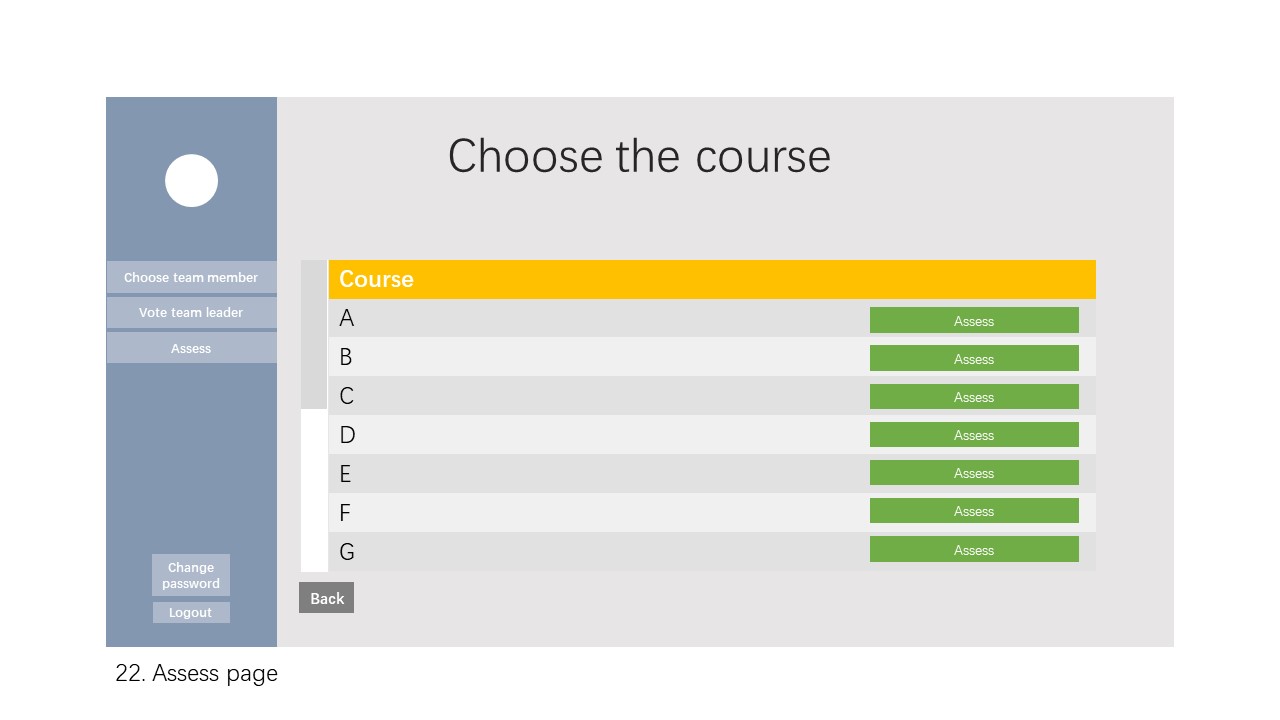 Choose the course
Choose team member
Vote team leader
Assess
Change
password
Logout
Course
A Assess
B Assess
C Assess
D Assess
E Assess
F Assess
G Assess
Back
22. Assess page